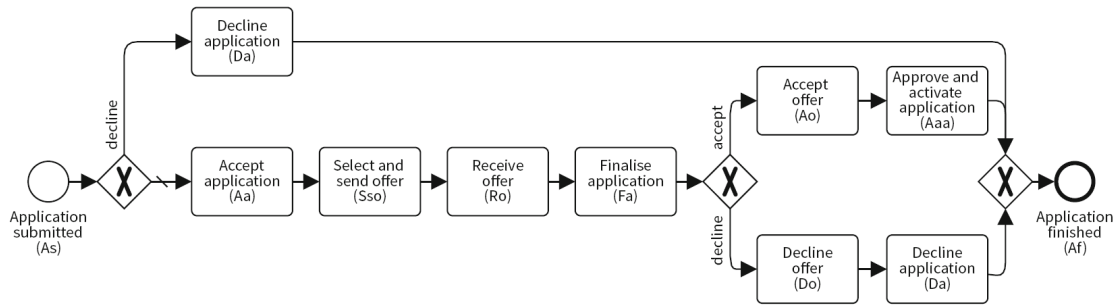 Decline
application
(Da)
decline
Application
submitted
(As)
Accept
application
(Aa)
Select and
send offer
(Sso)
Receive
offer
(Ro)
Finalise
application
(Fa)
accept
decline
Accept
offer
(Ao)
Approve and
activate
application
(Aaa)
Decline
offer
(Do)
Decline
application
(Da)
Application
finished
(Af)